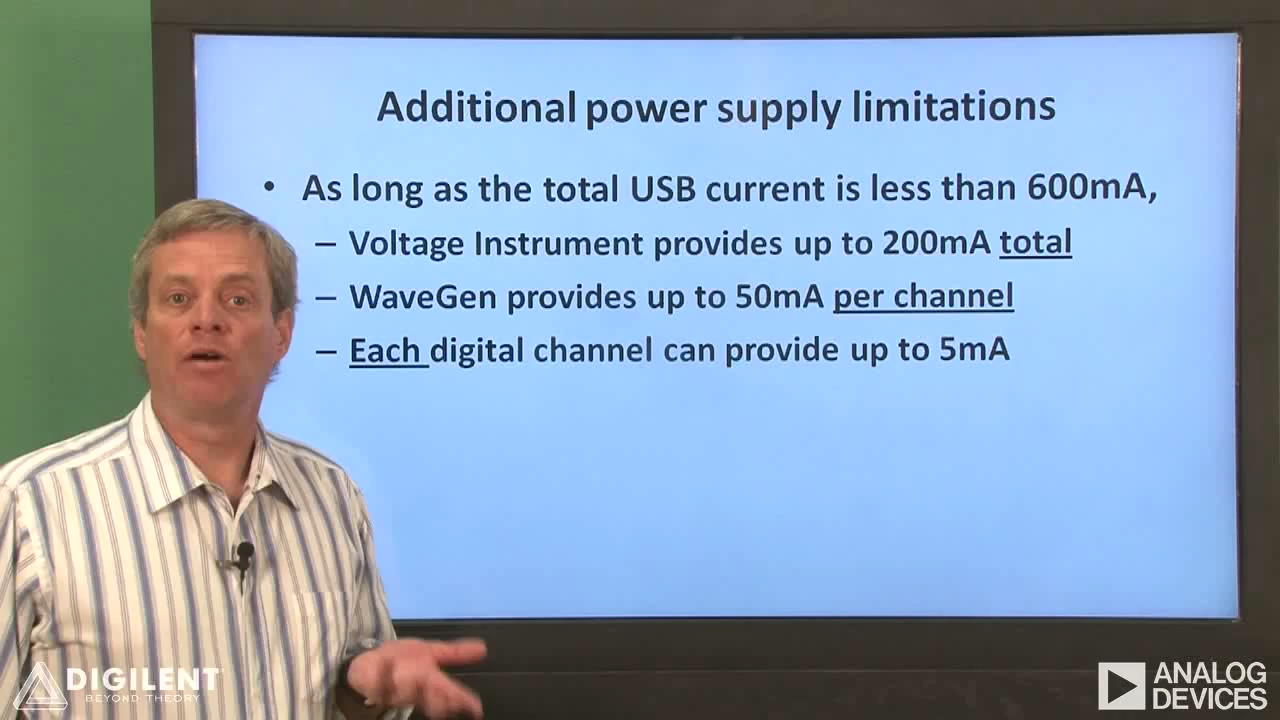 Additional power supply limitations
• As long as the total USB current is less than 600mA,
– Voltage Instrument provides up to 200mA total
– WaveGen provides up to 50mA per channel
– Each digital channel can provide up to 5mA
DIGILENT
BEYOND THEORY
ANALOG
DEVICES